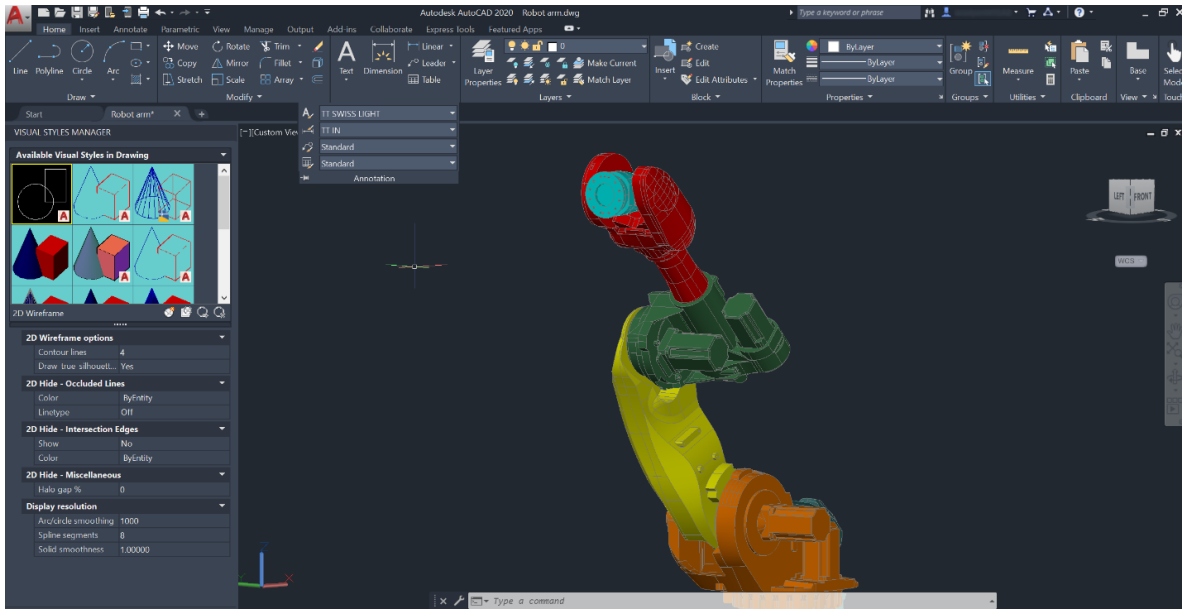 Autodesk AutoCAD 2020 Robot arm.dwg
Type a keyword or phrase
Home Insert Annotate Parametric View Manage Output Add-ins Collaborate Express Tools Featured Apps
Line Polyline Circle Arc
Draw
Move Rotate Trim
Copy Mirror Fillet
Stretch Scale Array
Modify
Text Dimension
Linear
Leader
Table
Layer Properties
0
Make Current
Match Layer
Layers
Insert
Create
Edit
Edit Attributes
Block
Match Properties
ByLayer
ByLayer
ByLayer
Properties
Group
Groups
Measure
Utilities
Paste
Clipboard
Base
View
Start Robot arm* +
TT SWISS LIGHT
TT IN
Standard
Standard
Annotation
VISUAL STYLES MANAGER
Available Visual Styles in Drawing
2D Wireframe
2D Wireframe options
Contour lines 4
Draw true silhouett... Yes
2D Hide - Occluded Lines
Color ByEntity
Linetype Off
2D Hide - Intersection Edges
Show No
Color ByEntity
2D Hide - Miscellaneous
Halo gap % 0
Display resolution
Arc/circle smoothing 1000
Spline segments 8
Solid smoothness 1.00000
LEFT FRONT
WCS
Type a command